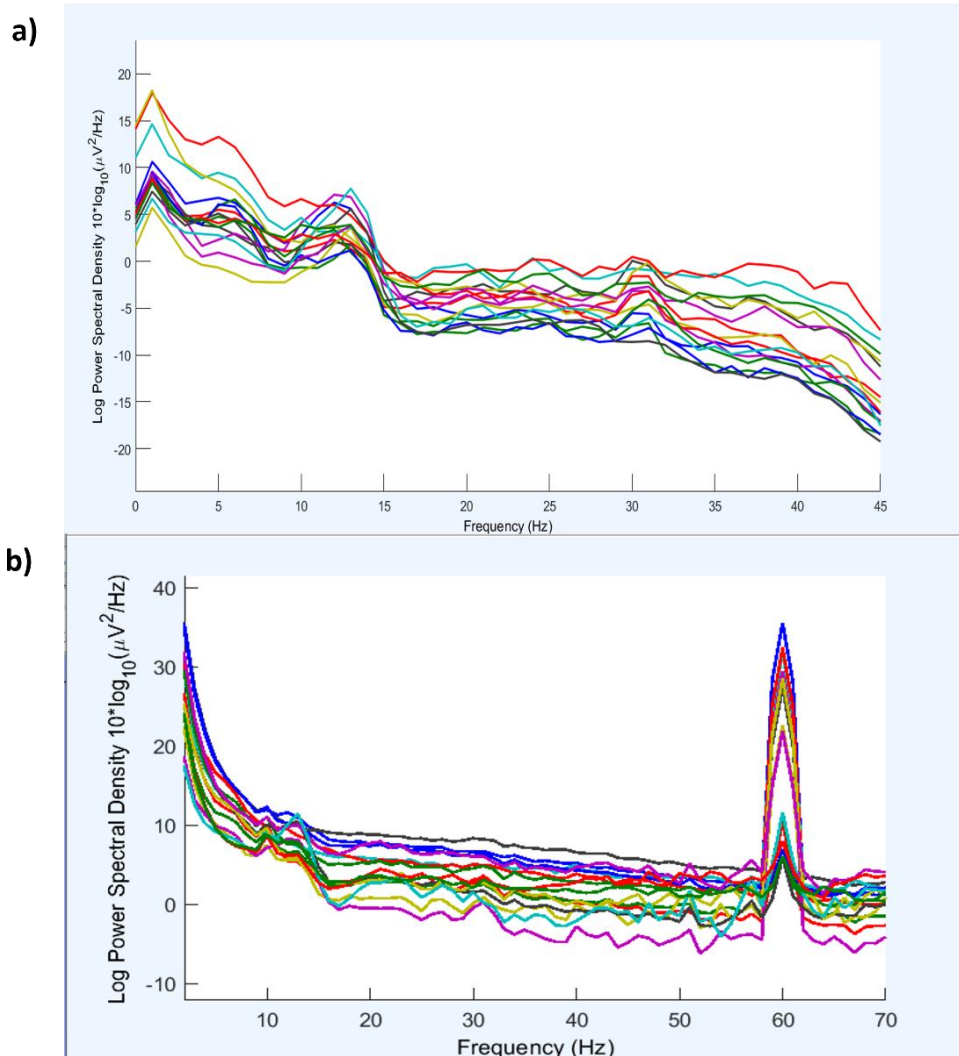 a)
Log Power Spectral Density 10*log10(μV2/Hz)
20
15
10
5
0
-5
-10
-15
-20
0 5 10 15 20 25 30 35 40 45
Frequency (Hz)
b)
Log Power Spectral Density 10*log10(μV2/Hz)
40
30
20
10
0
-10
10 20 30 40 50 60 70
Frequency (Hz)